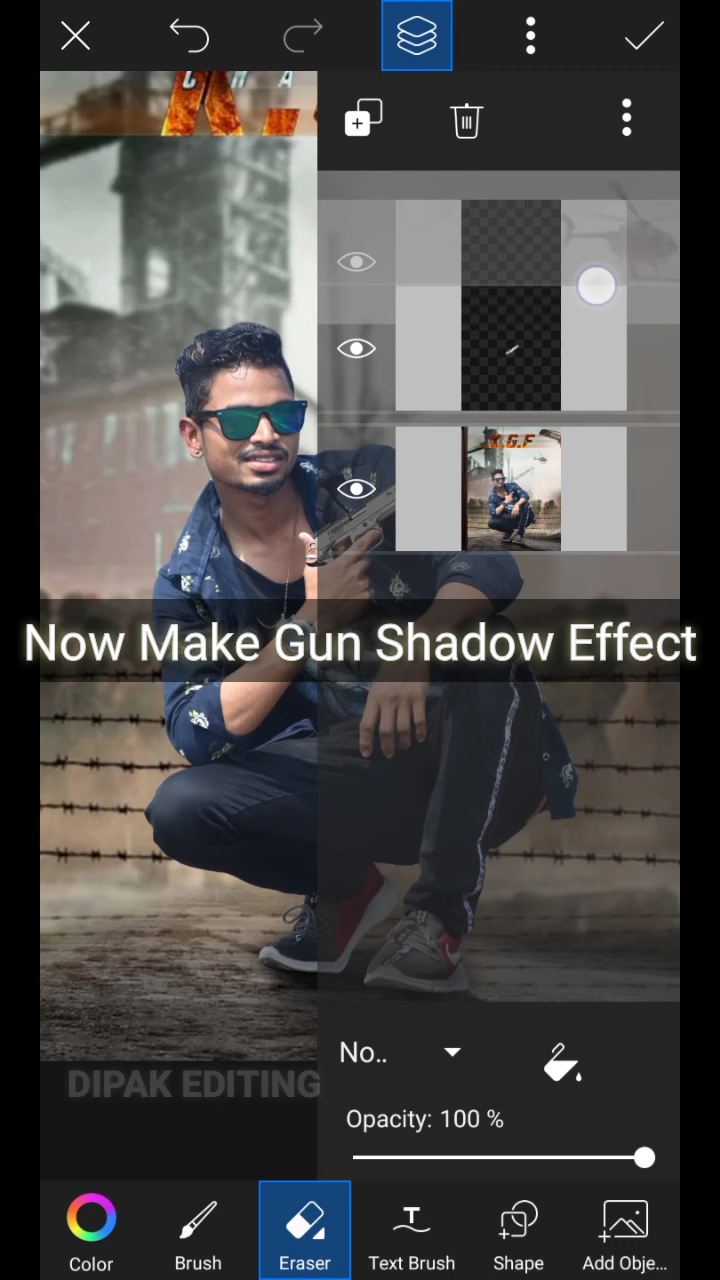 C H A
K.G.F
Now Make Gun Shadow Effect
No..
DIPAK EDITING
Opacity: 100 %
Color
Brush
Eraser
Text Brush
Shape
Add Obje...